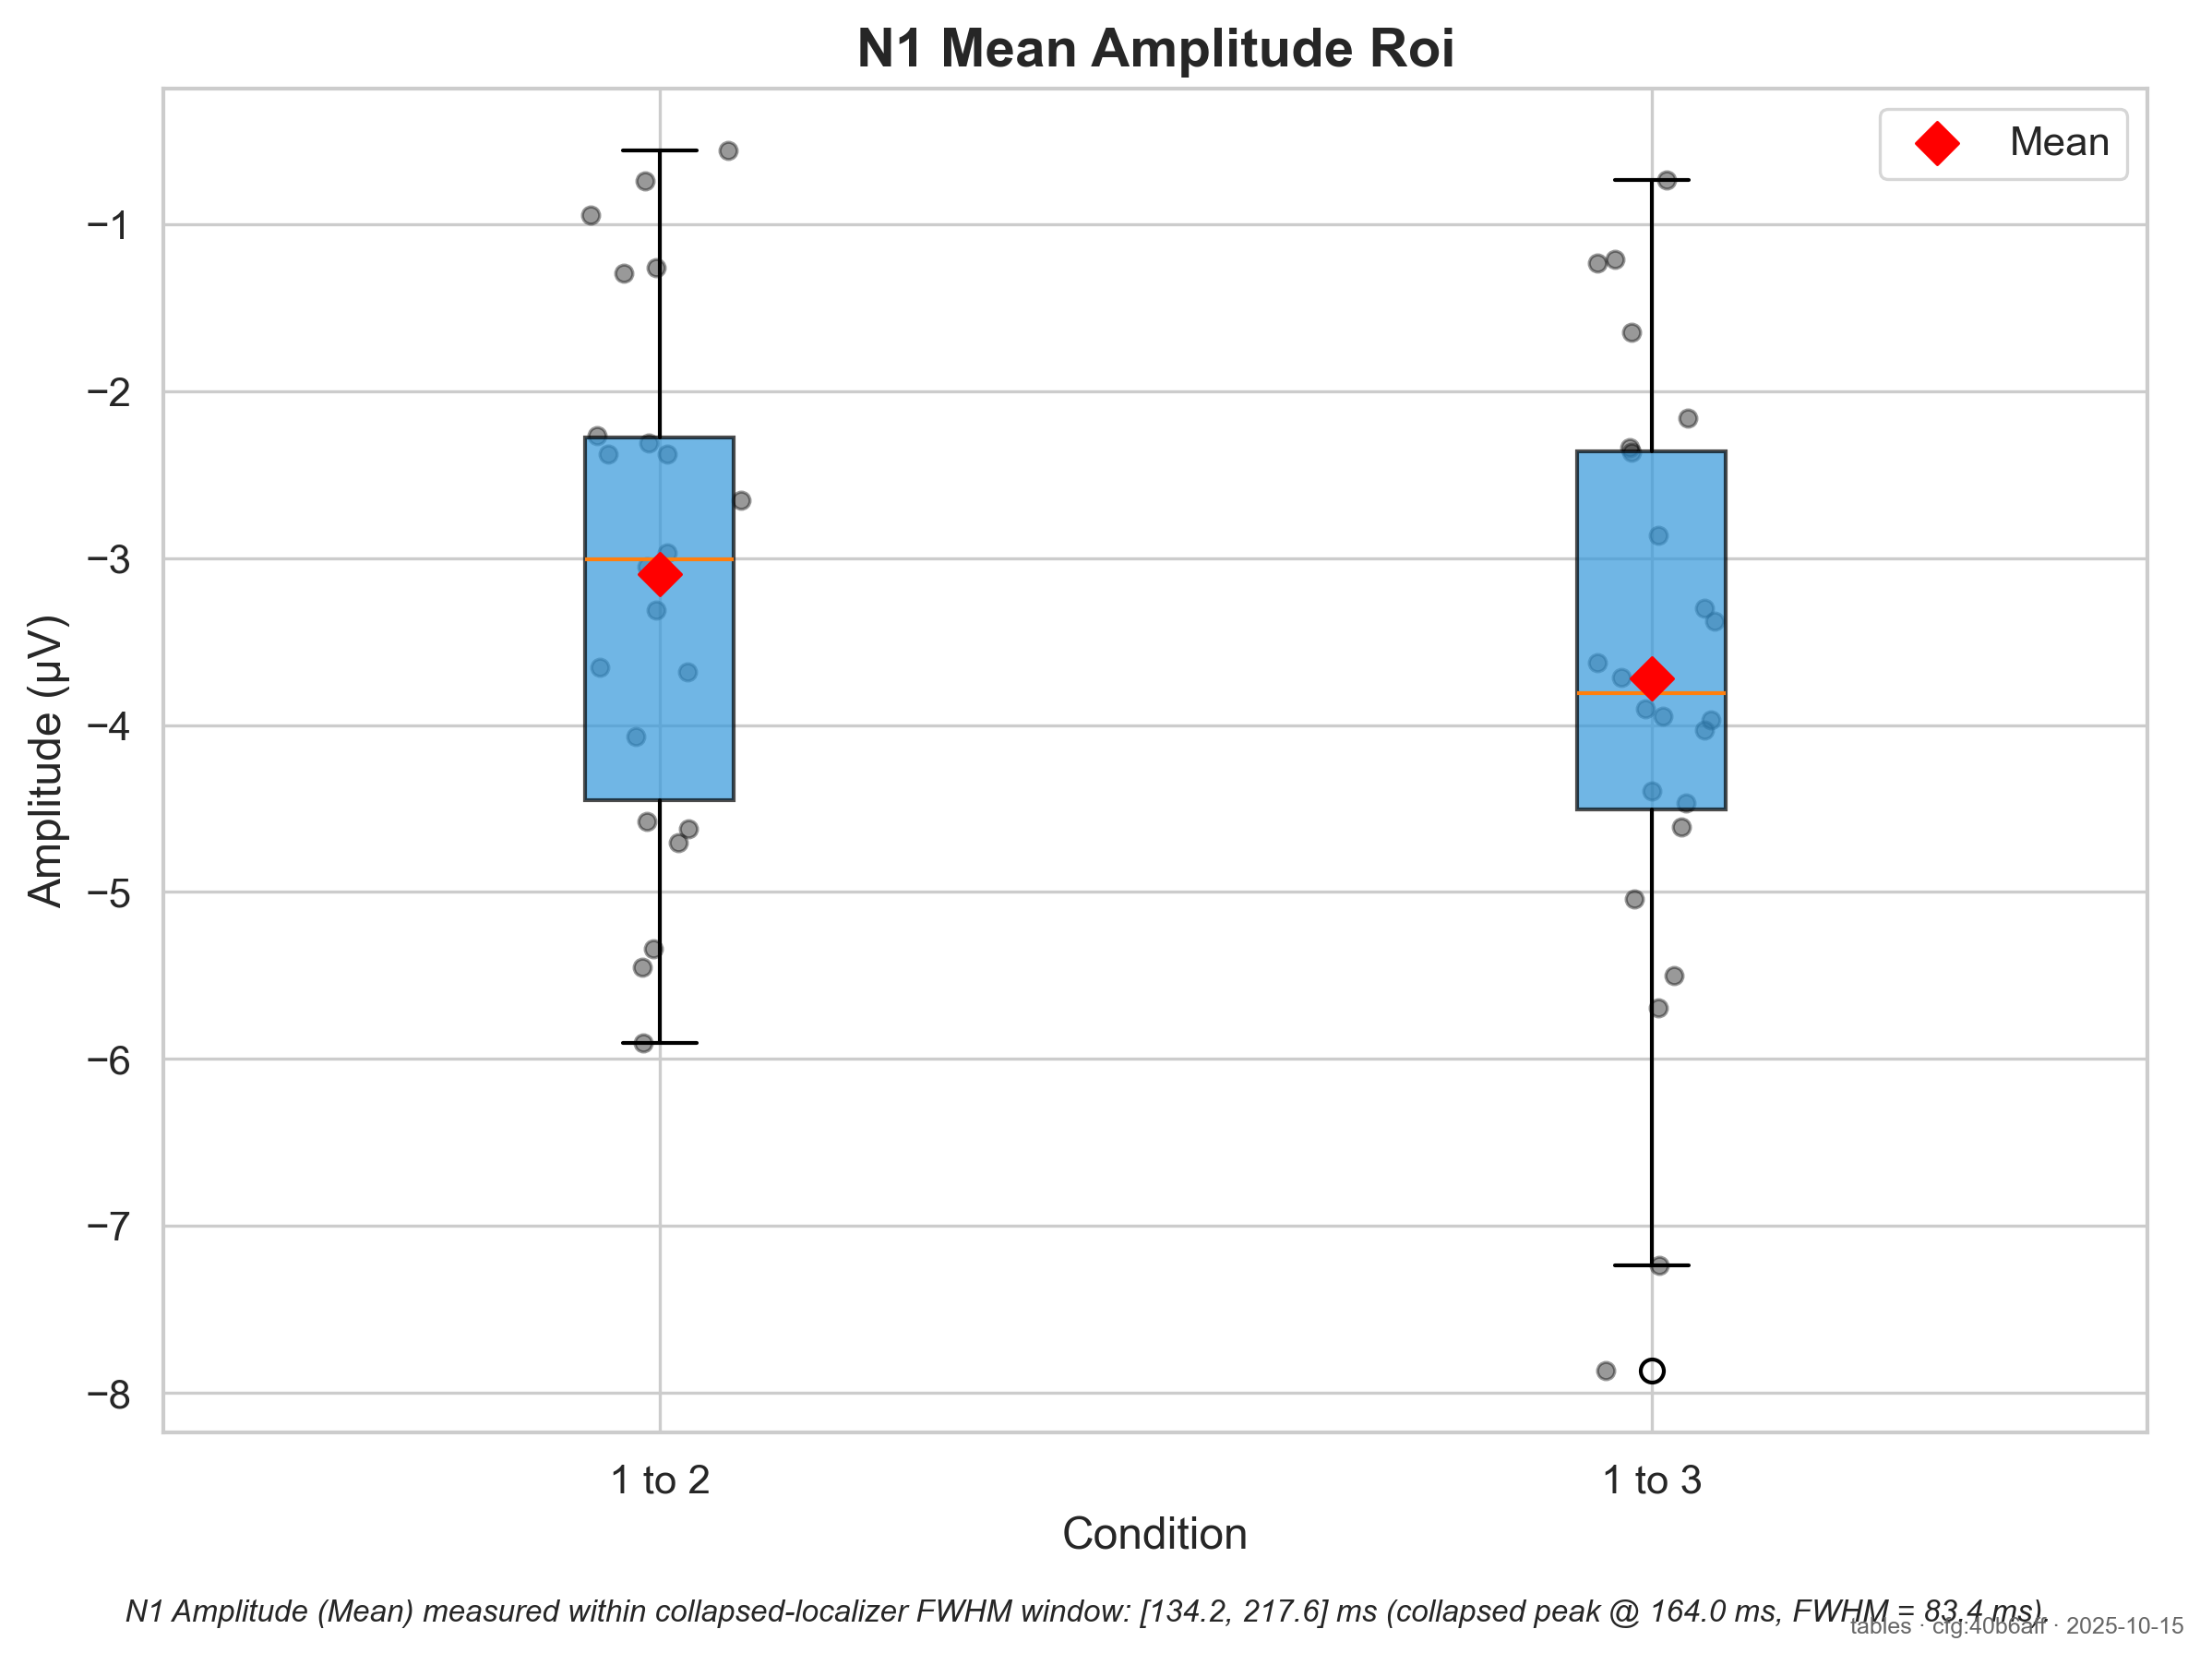 N1 Mean Amplitude Roi
Mean
−1
−2
−3
−4
−5
−6
−7
−8
Amplitude (µV)
1 to 2
1 to 3
Condition
N1 Amplitude (Mean) measured within collapsed-localizer FWHM window: [134.2, 217.6] ms (collapsed peak @ 164.0 ms, FWHM = 83.4 ms).
tables · cfg:40b6aff · 2025-10-15